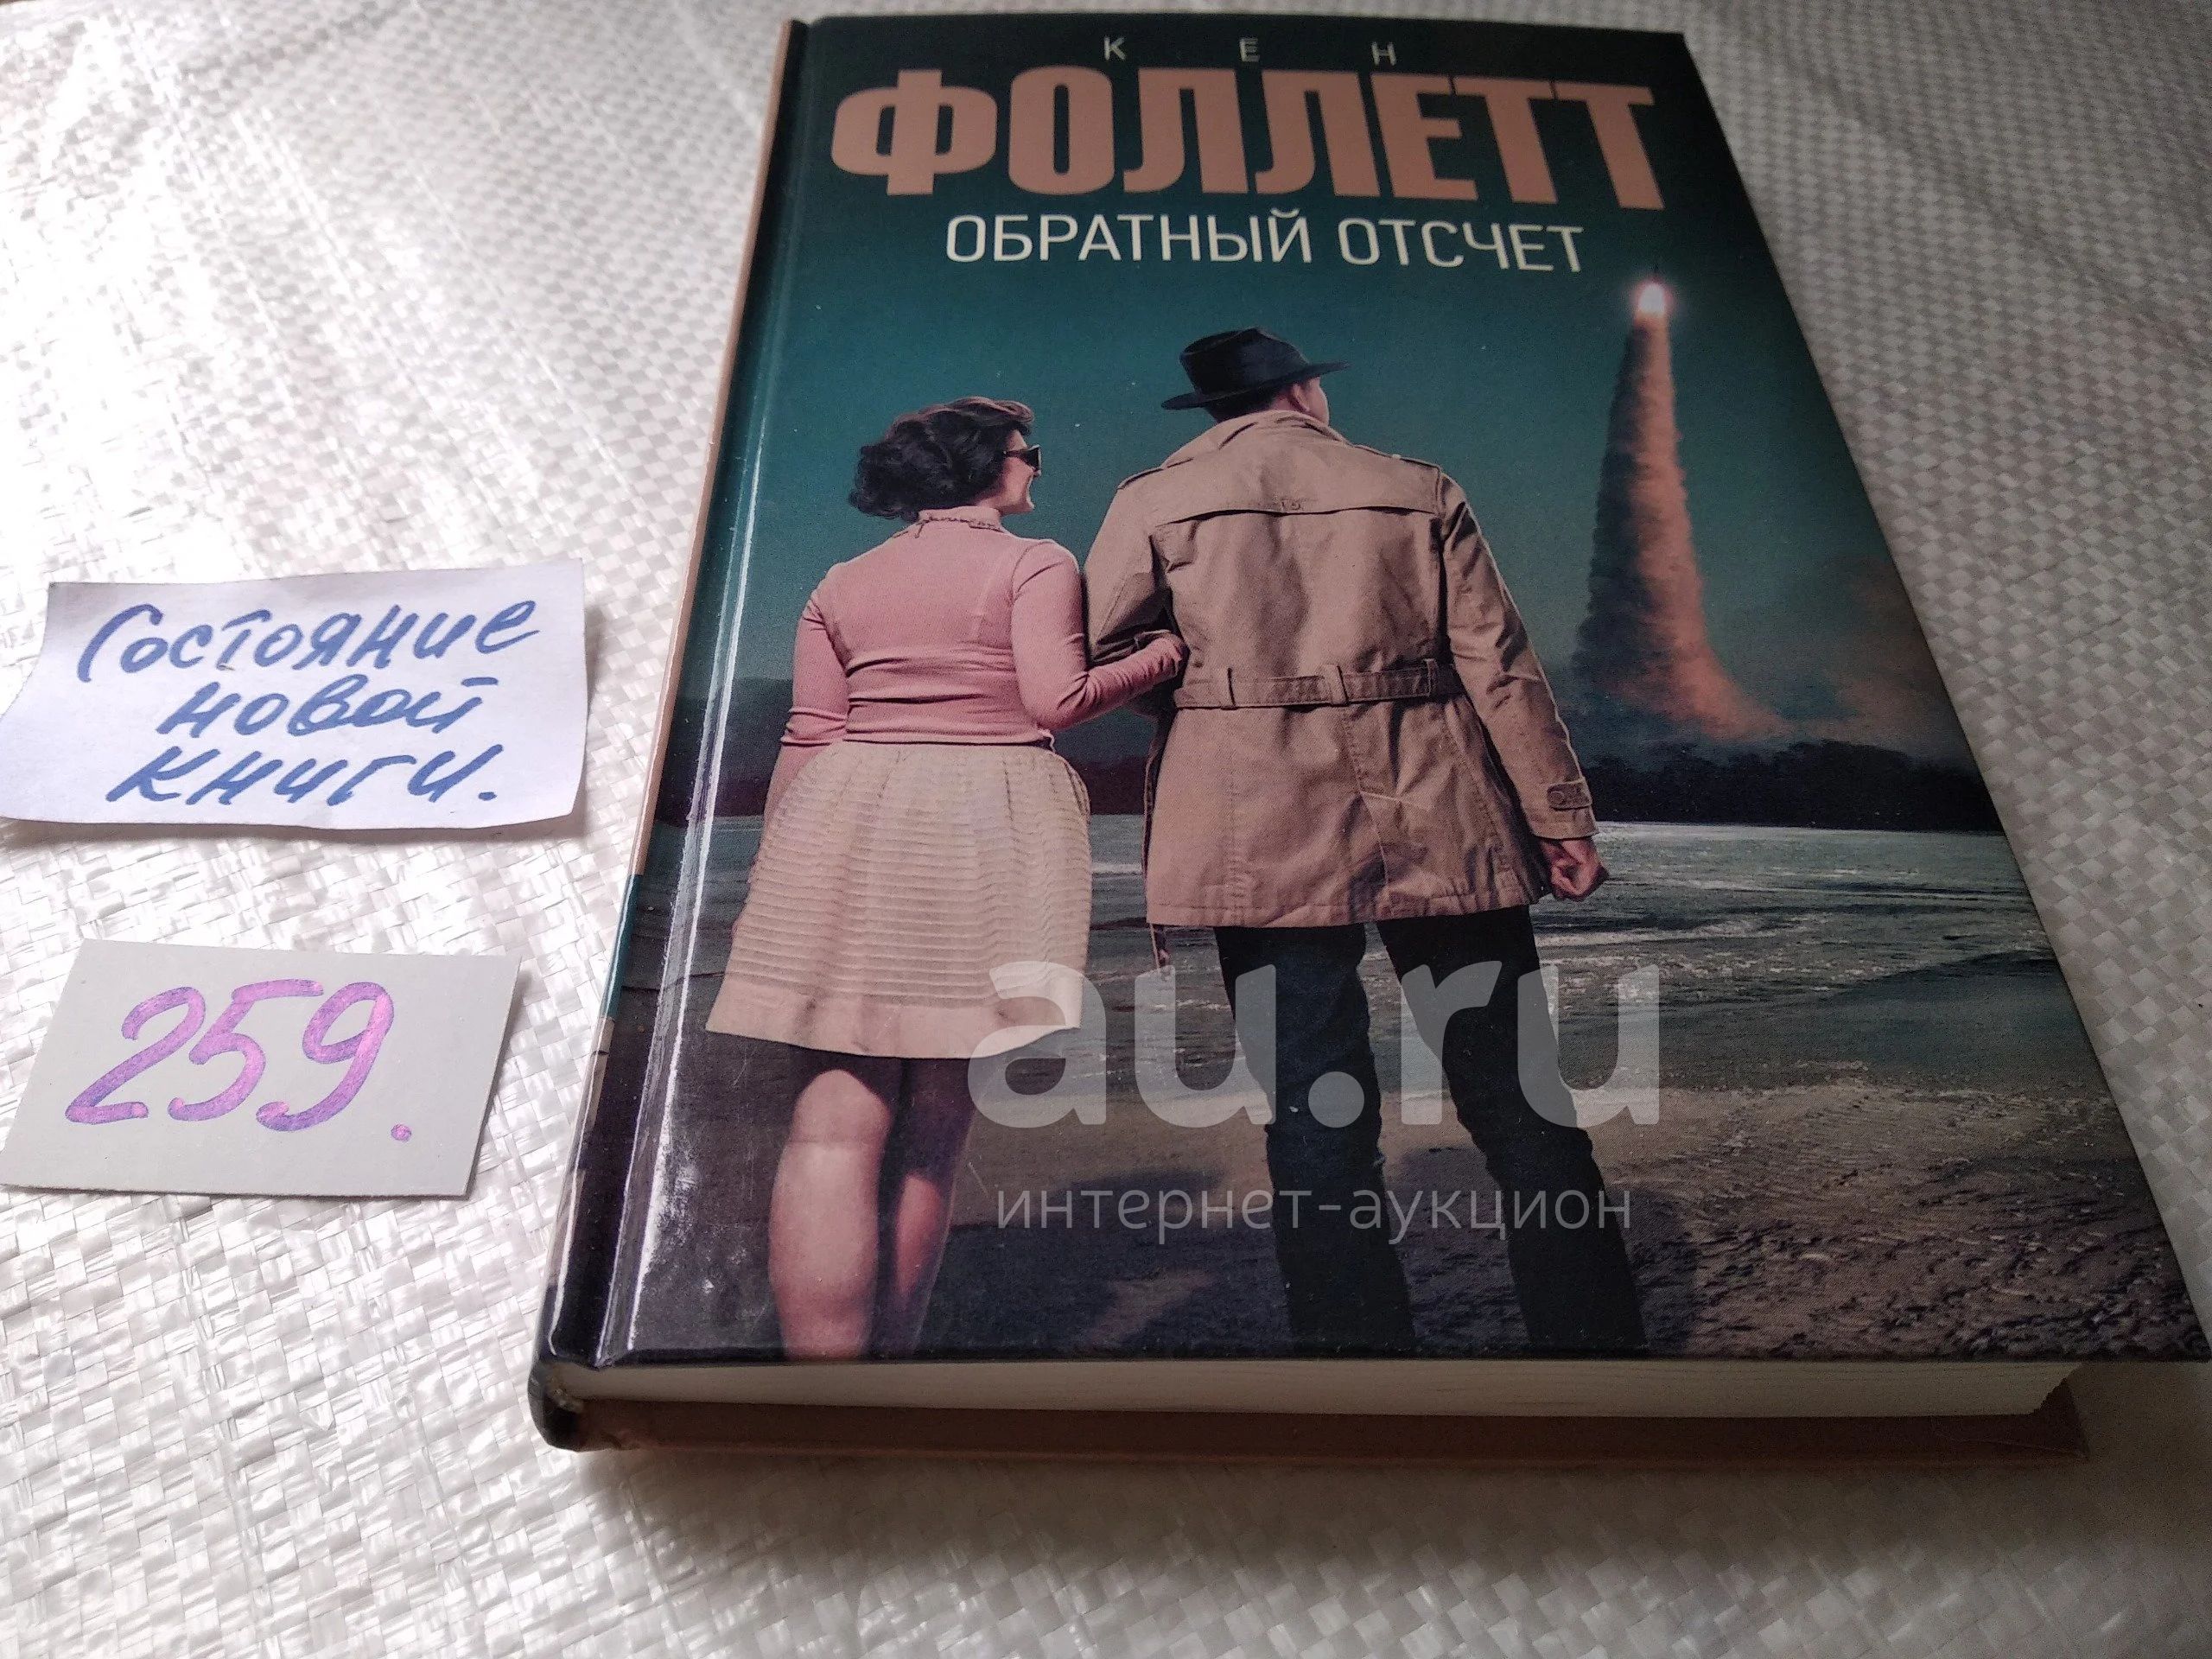 КЕН
ФОЛЛЕТТ
ОБРАТНЫЙ ОТСЧЕТ
Состояние
новой
книги.
259.
au.ru
интернет-аукцион